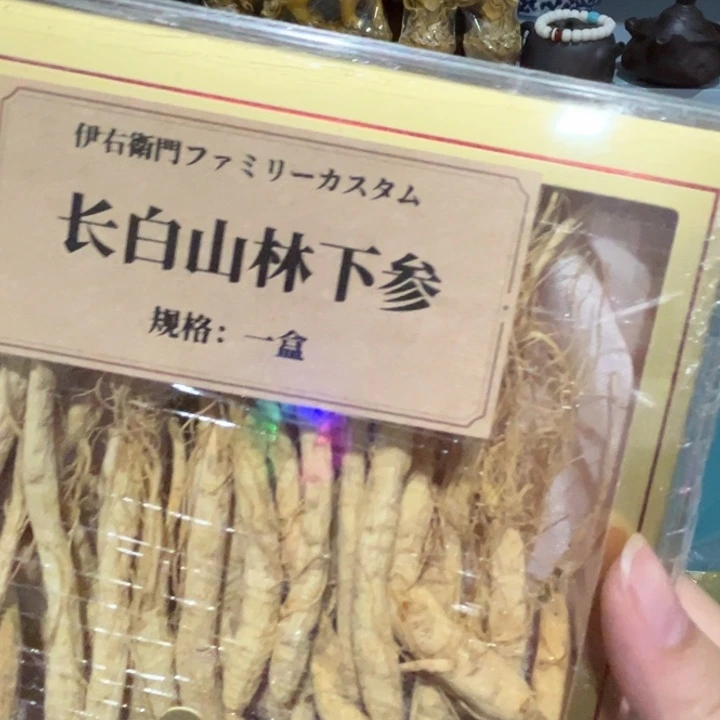 伊右衛門ファミリーカスタム
长白山林下参
规格：一盒